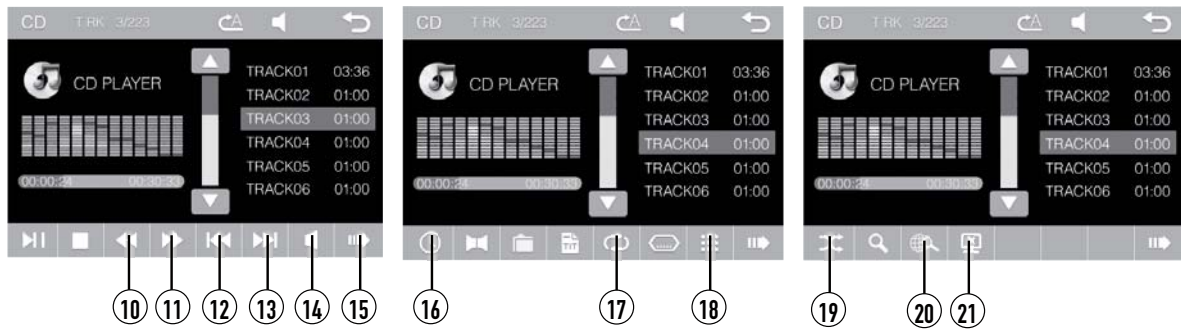 CD TRK 3/223 A
CD PLAYER
TRACK01 03:36
TRACK02 01:00
TRACK03 01:00
TRACK04 01:00
TRACK05 01:00
TRACK06 01:00
00:00:24 00:30:33
10 11 12 13 14 15
CD TRK 3/223 A
CD PLAYER
TRACK01 03:36
TRACK02 01:00
TRACK03 01:00
TRACK04 01:00
TRACK05 01:00
TRACK06 01:00
00:00:24 00:30:33
TIT
16 17 18
CD TRK 3/223 A
CD PLAYER
TRACK01 03:36
TRACK02 01:00
TRACK03 01:00
TRACK04 01:00
TRACK05 01:00
TRACK06 01:00
00:00:24 00:30:33
19 20 21